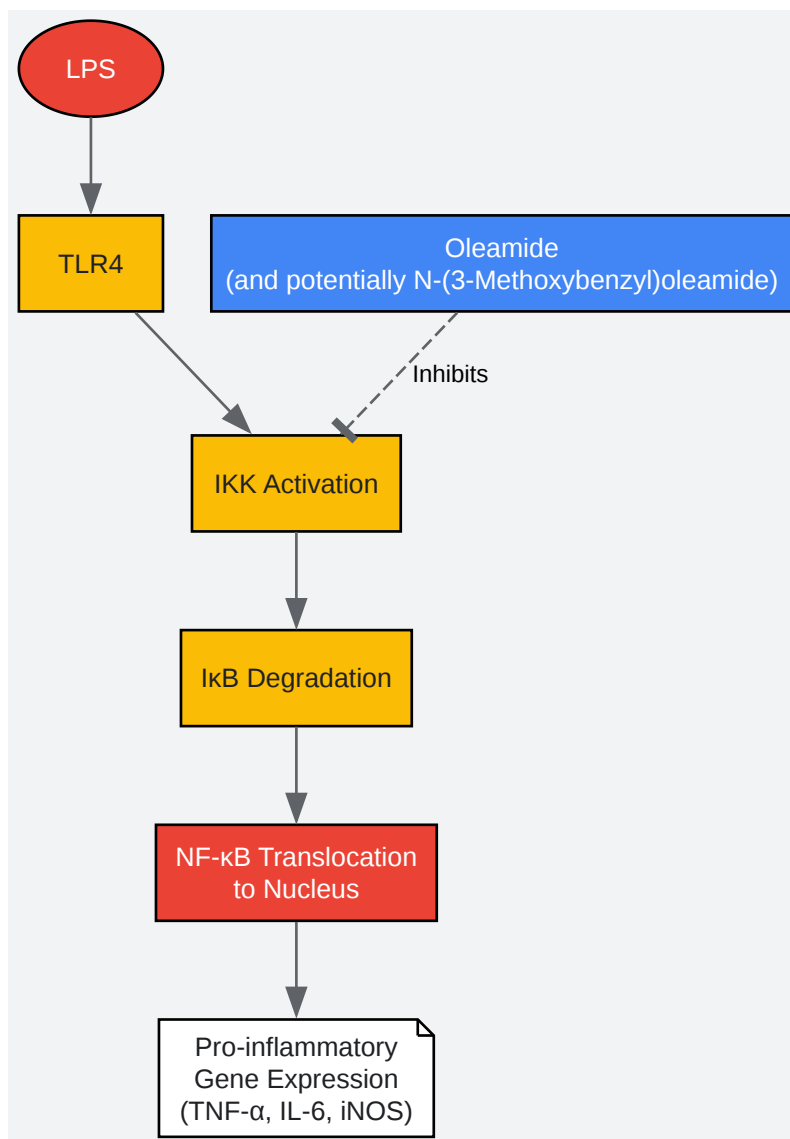 LPS
TLR4
Oleamide
(and potentially N-(3-Methoxybenzyl)oleamide)
Inhibits
IKK Activation
IκB Degradation
NF-κB Translocation
to Nucleus
Pro-inflammatory
Gene Expression
(TNF-α, IL-6, iNOS)